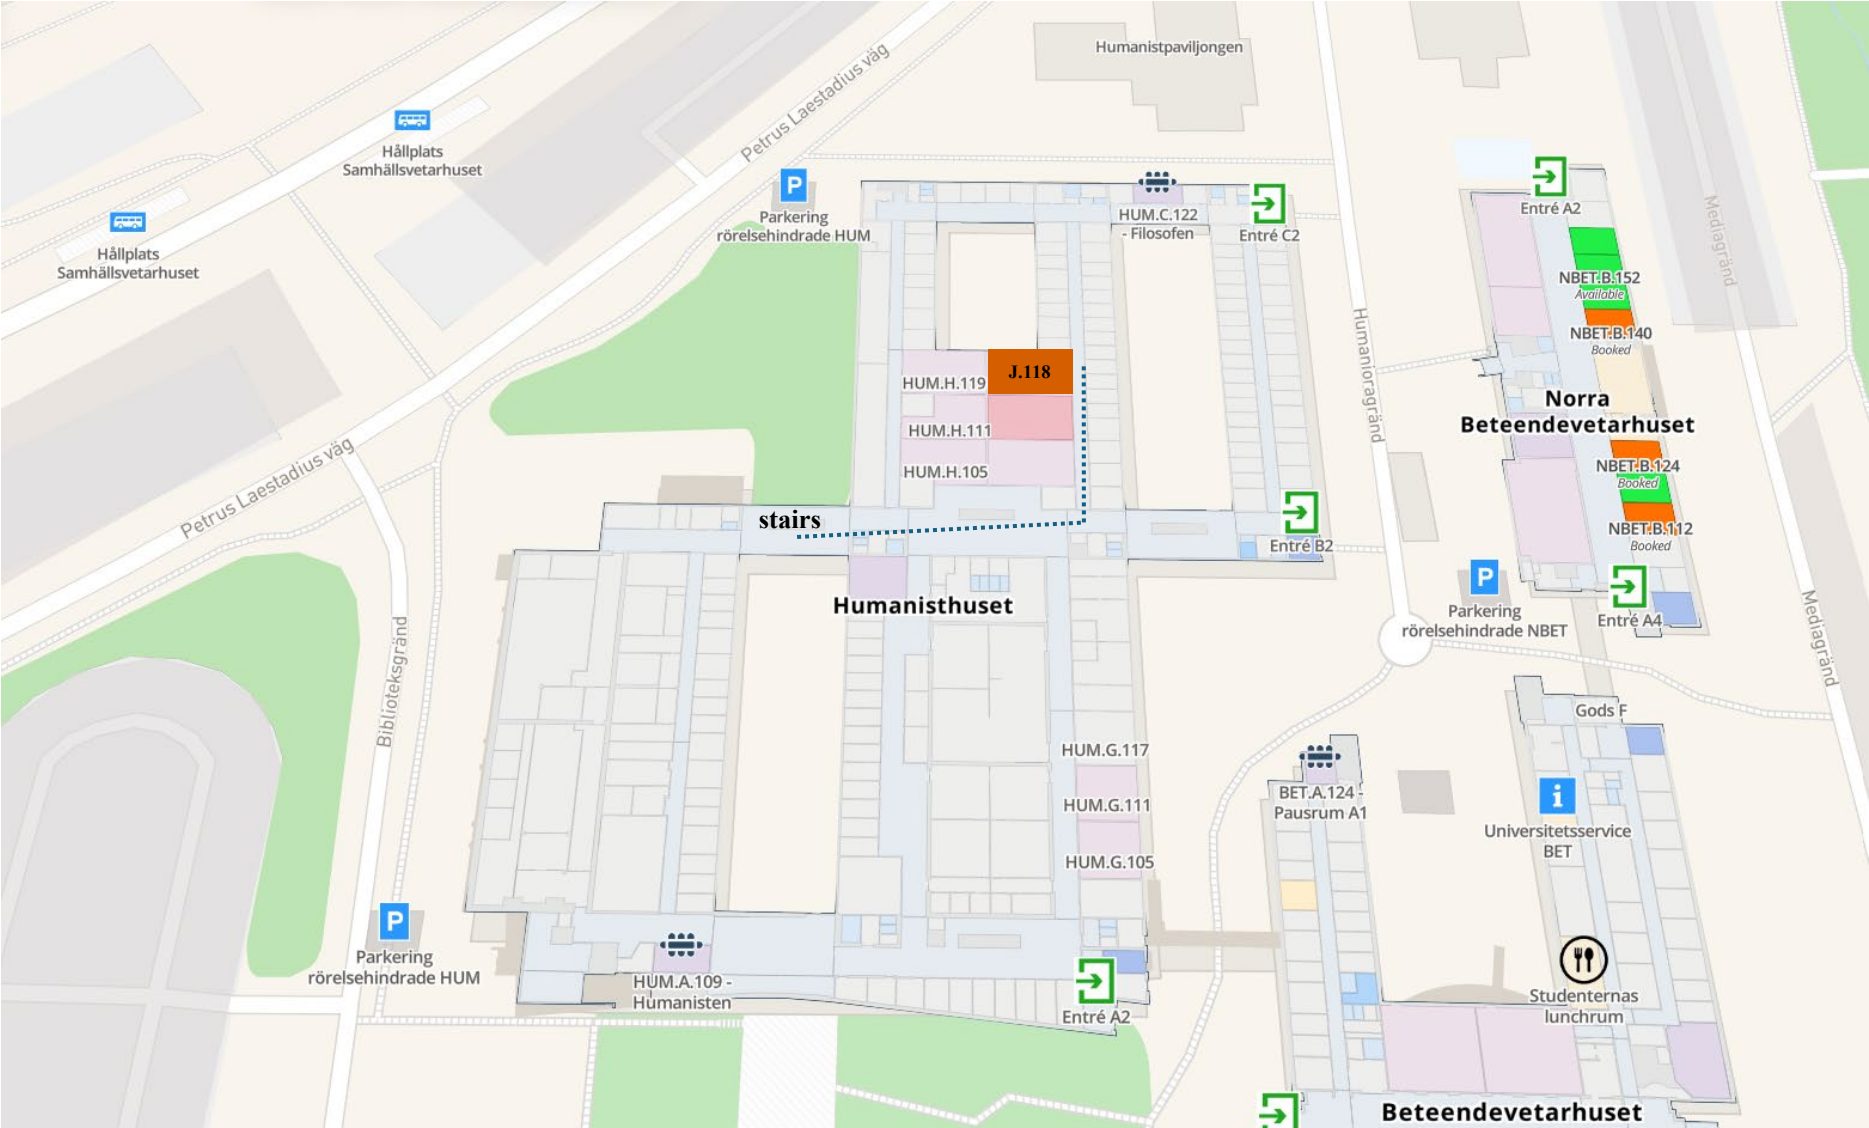 Humanistpaviljongen
Petrus Laestadius väg
Hållplats
Samhällsvetarhuset
Hållplats
Samhällsvetarhuset
P
Parkering
rörelsehindrade HUM
HUM.C.122
- Filosofen
Entré C2
Entré A2
Mediagränd
NBET.B.152
Available
NBET.B.140
Booked
Humanioragränd
J.118
HUM.H.119
HUM.H.111
HUM.H.105
Norra
Beteendevetarhuset
NBET.B.124
Booked
NBET.B.112
Booked
Petrus Laestadius väg
stairs
Entré B2
P
Parkering
rörelsehindrade NBET
Entré A4
Humanisthuset
Mediagränd
Biblioteksgränd
Gods F
HUM.G.117
HUM.G.111
HUM.G.105
BET.A.124 -
Pausrum A1
i
Universitetsservice
BET
P
Parkering
rörelsehindrade HUM
HUM.A.109 -
Humanisten
Entré A2
Studenternas
lunchrum
Beteendevetarhuset